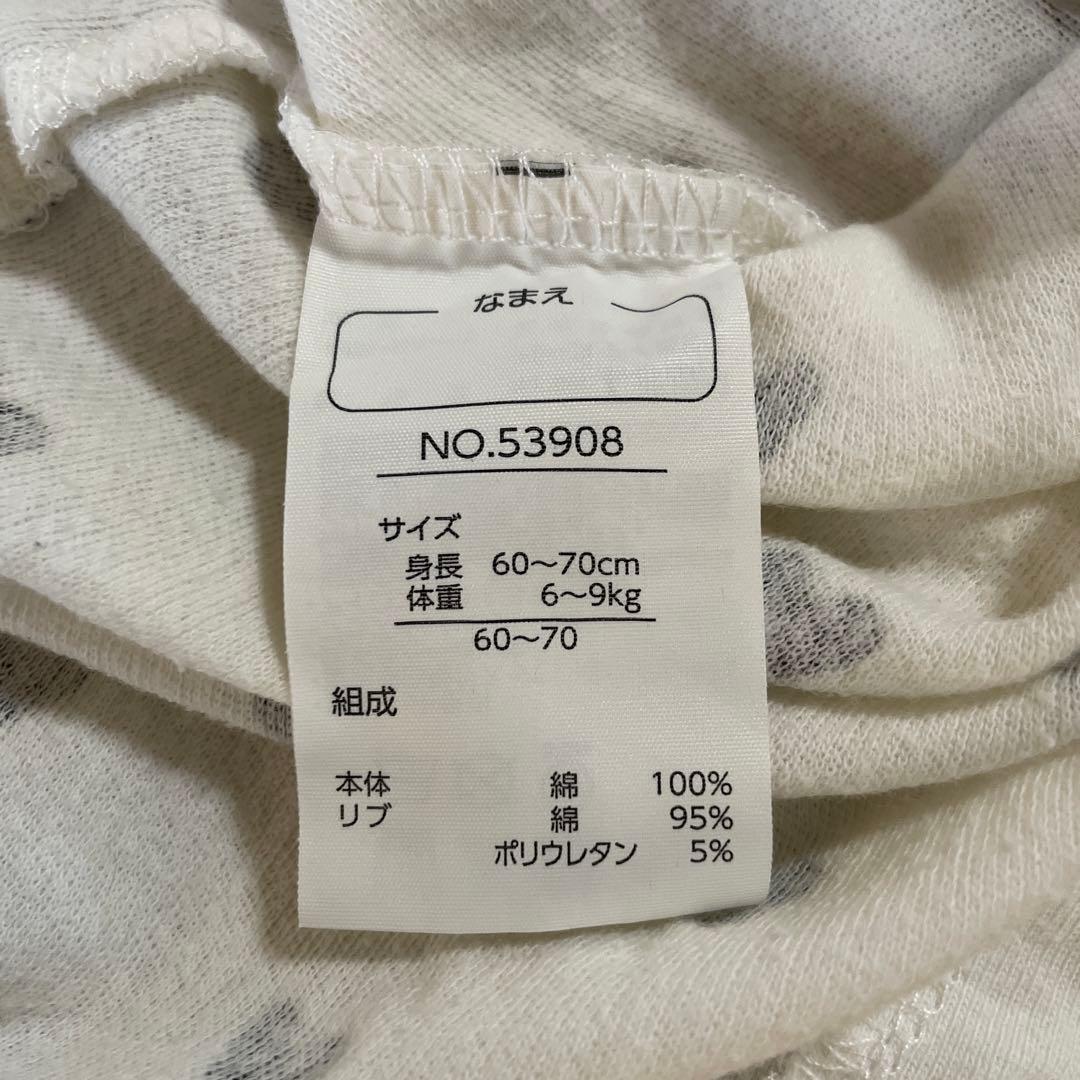 なまえ
NO.53908
サイズ
身長 60～70cm
体重 6～9kg
60～70
組成
本体 綿 100%
リブ 綿 95%
ポリウレタン 5%